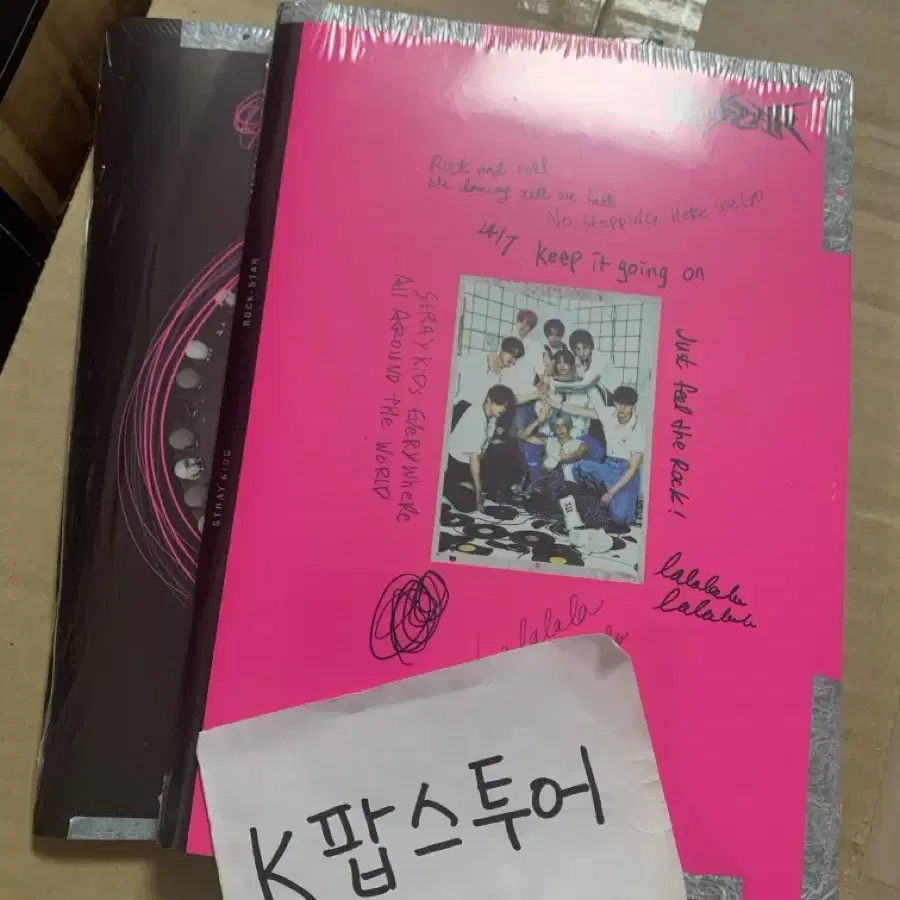 Rock and roll
We dancing till we fall
NO STOPPING HERE WE GO
24/7 Keep it going on
STRAY KIDS EVERYWHERE
All AROUND THE WORLD
Just feel the Rock!
lalalala
lalalala
lalalala
ROCK-STAR
STRAY KIDS
K팝스투어